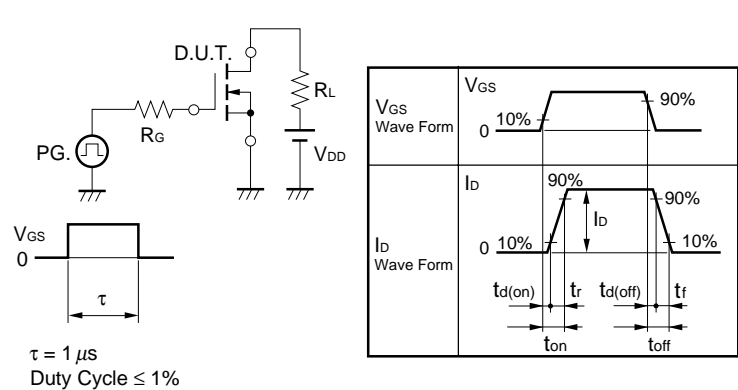 D.U.T.
RL
RG
PG.
VDD
VGS
0
τ
τ = 1 µs
Duty Cycle ≤ 1%
VGS
Wave Form
VGS
10%
0
90%
ID
Wave Form
ID
90%
90%
ID
0
10%
10%
td(on)
tr
td(off)
tf
ton
toff